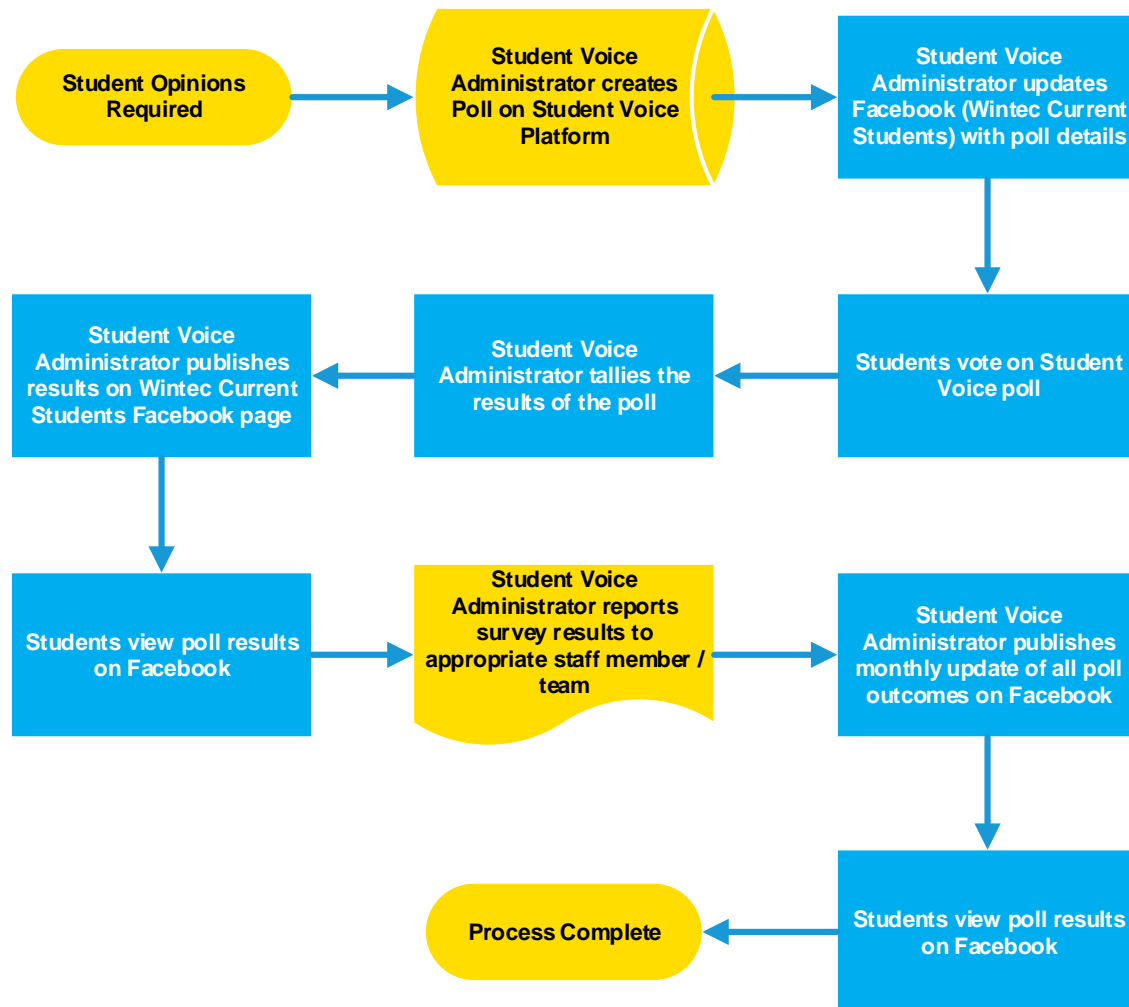 Student Opinions
Required
Student Voice
Administrator creates
Poll on Student Voice
Platform
Student Voice
Administrator updates
Facebook (Wintec Current
Students) with poll details
Student Voice
Administrator publishes
results on Wintec Current
Students Facebook page
Student Voice
Administrator tallies the
results of the poll
Students vote on Student
Voice poll
Students view poll results
on Facebook
Student Voice
Administrator reports
survey results to
appropriate staff member /
team
Student Voice
Administrator publishes
monthly update of all poll
outcomes on Facebook
Process Complete
Students view poll results
on Facebook